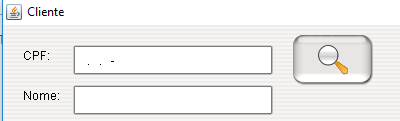 Cliente
CPF: . . -
Nome: